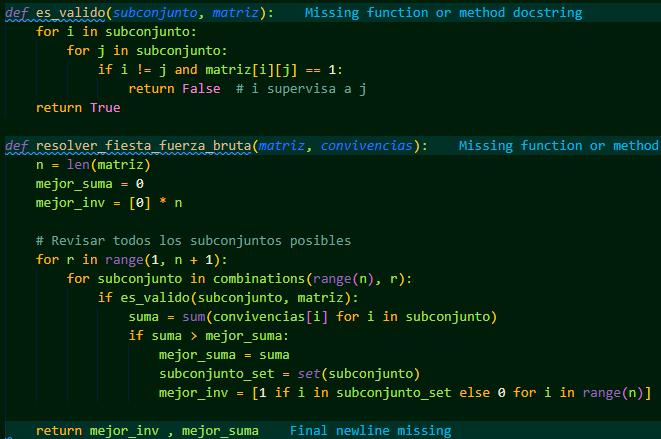 def es_valido(subconjunto, matriz):    Missing function or method docstring
    for i in subconjunto:
        for j in subconjunto:
            if i != j and matriz[i][j] == 1:
                return False  # i supervisa a j
    return True
def resolver_fiesta_fuerza_bruta(matriz, convivencias):    Missing function or method
    n = len(matriz)
    mejor_suma = 0
    mejor_inv = [0] * n
    # Revisar todos los subconjuntos posibles
    for r in range(1, n + 1):
        for subconjunto in combinations(range(n), r):
            if es_valido(subconjunto, matriz):
                suma = sum(convivencias[i] for i in subconjunto)
                if suma > mejor_suma:
                    mejor_suma = suma
                    subconjunto_set = set(subconjunto)
                    mejor_inv = [1 if i in subconjunto_set else 0 for i in range(n)]
    return mejor_inv , mejor_suma    Final newline missing